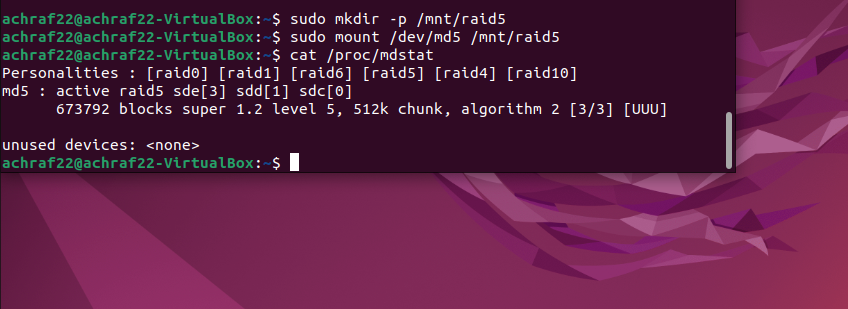 achraf22@achraf22-VirtualBox:~$ sudo mkdir -p /mnt/raid5
achraf22@achraf22-VirtualBox:~$ sudo mount /dev/md5 /mnt/raid5
achraf22@achraf22-VirtualBox:~$ cat /proc/mdstat
Personalities : [raid0] [raid1] [raid6] [raid5] [raid4] [raid10]
md5 : active raid5 sde[3] sdd[1] sdc[0]
      673792 blocks super 1.2 level 5, 512k chunk, algorithm 2 [3/3] [UUU]
unused devices: <none>
achraf22@achraf22-VirtualBox:~$